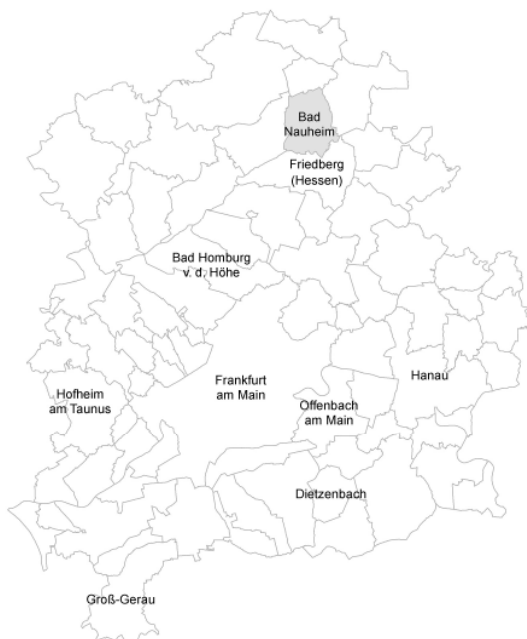 Bad
Nauheim
Friedberg
(Hessen)
Bad Homburg
v. d. Höhe
Frankfurt
am Main
Hanau
Hofheim
am Taunus
Offenbach
am Main
Dietzenbach
Groß-Gerau